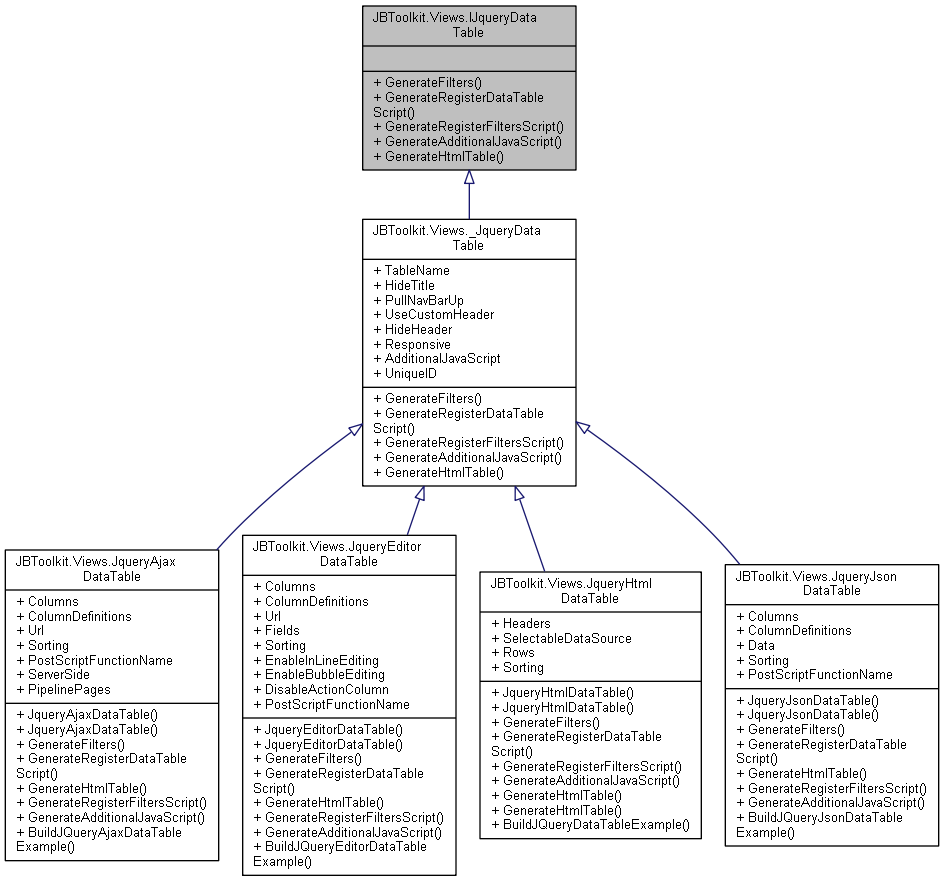 JBToolkit.Views.IJqueryData
Table
+ GenerateFilters()
+ GenerateRegisterDataTable
Script()
+ GenerateRegisterFiltersScript()
+ GenerateAdditionalJavaScript()
+ GenerateHtmlTable()
JBToolkit.Views._JqueryData
Table
+ TableName
+ HideTitle
+ PullNavBarUp
+ UseCustomHeader
+ HideHeader
+ Responsive
+ AdditionalJavaScript
+ UniqueID
+ GenerateFilters()
+ GenerateRegisterDataTable
Script()
+ GenerateRegisterFiltersScript()
+ GenerateAdditionalJavaScript()
+ GenerateHtmlTable()
JBToolkit.Views.JqueryAjax
DataTable
+ Columns
+ ColumnDefinitions
+ Url
+ Sorting
+ PostScriptFunctionName
+ ServerSide
+ PipelinePages
+ JqueryAjaxDataTable()
+ JqueryAjaxDataTable()
+ GenerateFilters()
+ GenerateRegisterDataTable
Script()
+ GenerateHtmlTable()
+ GenerateRegisterFiltersScript()
+ GenerateAdditionalJavaScript()
+ BuildJQueryAjaxDataTable
Example()
JBToolkit.Views.JqueryEditor
DataTable
+ Columns
+ ColumnDefinitions
+ Url
+ Fields
+ Sorting
+ EnableInLineEditing
+ EnableBubbleEditing
+ DisableActionColumn
+ PostScriptFunctionName
+ JqueryEditorDataTable()
+ JqueryEditorDataTable()
+ GenerateFilters()
+ GenerateRegisterDataTable
Script()
+ GenerateHtmlTable()
+ GenerateRegisterFiltersScript()
+ GenerateAdditionalJavaScript()
+ BuildJQueryEditorDataTable
Example()
JBToolkit.Views.JqueryHtml
DataTable
+ Headers
+ SelectableDataSource
+ Rows
+ Sorting
+ JqueryHtmlDataTable()
+ JqueryHtmlDataTable()
+ GenerateFilters()
+ GenerateRegisterDataTable
Script()
+ GenerateRegisterFiltersScript()
+ GenerateAdditionalJavaScript()
+ GenerateHtmlTable()
+ GenerateHtmlTable()
+ BuildJQueryDataTableExample()
JBToolkit.Views.JqueryJson
DataTable
+ Columns
+ ColumnDefinitions
+ Data
+ Sorting
+ PostScriptFunctionName
+ JqueryJsonDataTable()
+ JqueryJsonDataTable()
+ GenerateFilters()
+ GenerateRegisterDataTable
Script()
+ GenerateHtmlTable()
+ GenerateRegisterFiltersScript()
+ GenerateAdditionalJavaScript()
+ BuildJQueryJsonDataTable
Example()